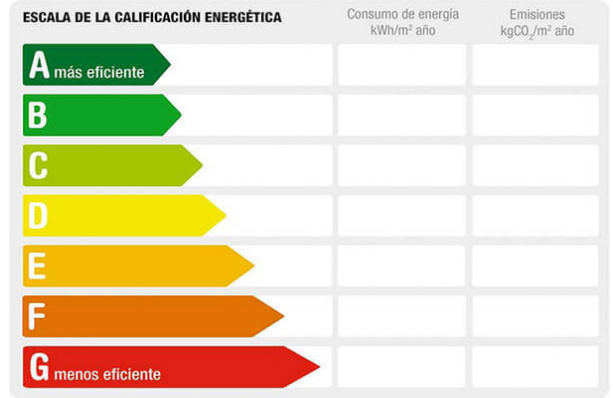 ESCALA DE LA CALIFICACIÓN ENERGÉTICA
Consumo de energía
kWh/m² año
Emisiones
kgCO₂/m² año
A más eficiente
B
C
D
E
F
G menos eficiente